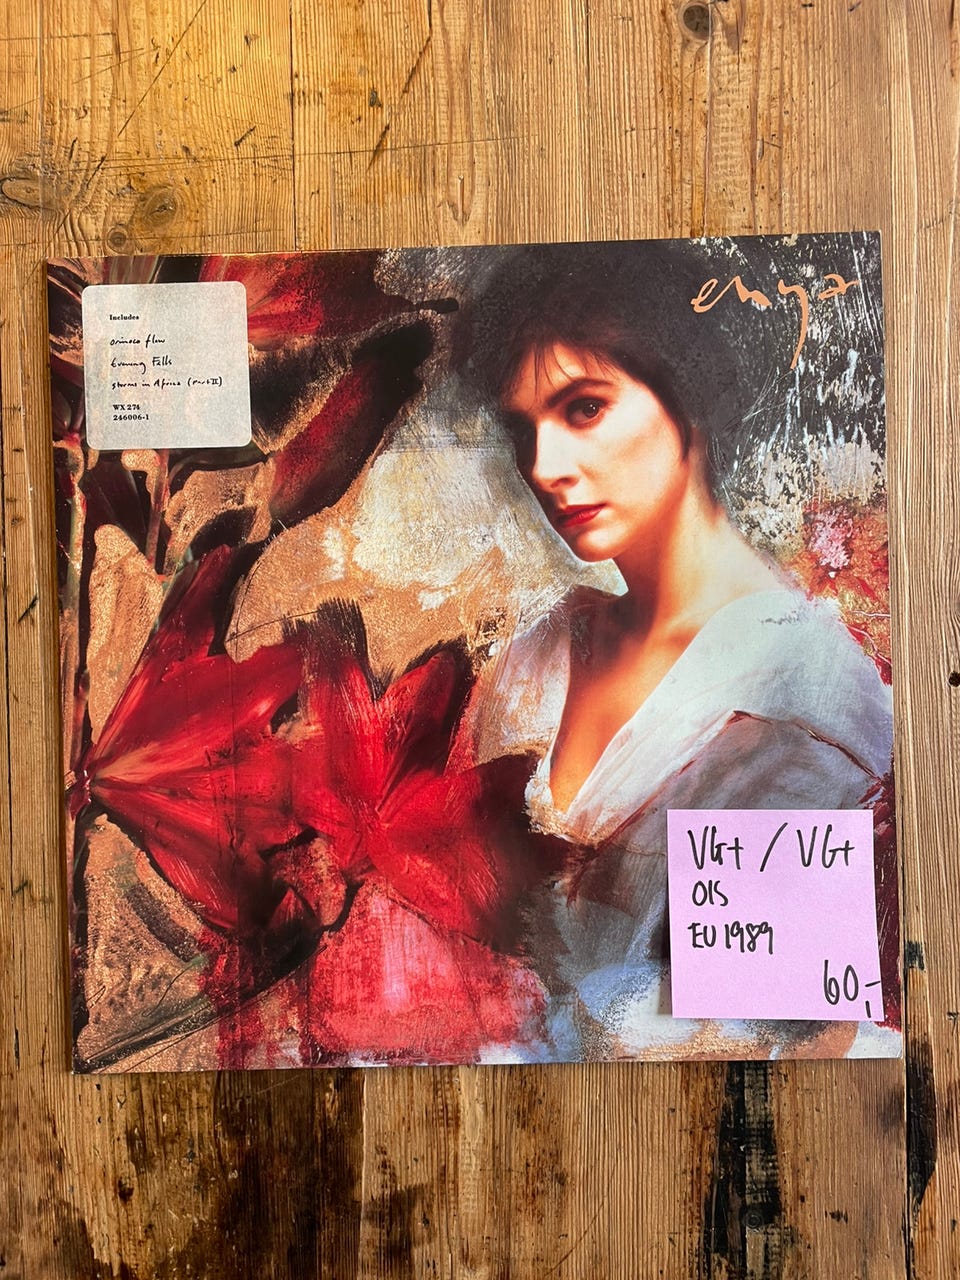 enya
Includes
orinoco flow
Evening Falls
storms in Africa (Part II)
WX 274
246006-1
VG+ / VG+
OIS
EU 1989
60,-